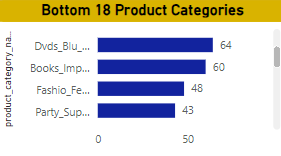 Bottom 18 Product Categories
product_category_na...
Dvds_Blu_... 64
Books_Imp... 60
Fashio_Fe... 48
Party_Sup... 43
0 50